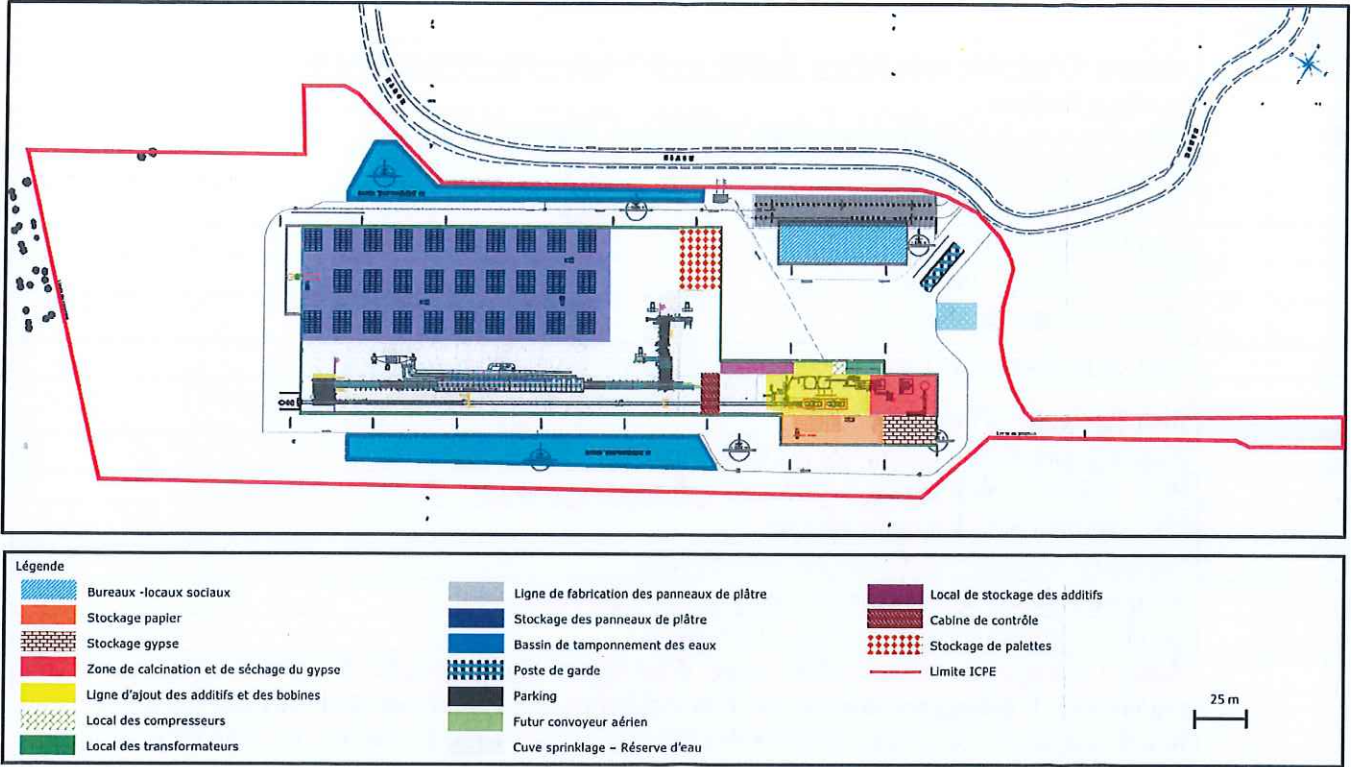 Légende
Bureaux -locaux sociaux
Stockage papier
Stockage gypse
Zone de calcination et de séchage du gypse
Ligne d'ajout des additifs et des bobines
Local des compresseurs
Local des transformateurs
Ligne de fabrication des panneaux de plâtre
Stockage des panneaux de plâtre
Bassin de tamponnement des eaux
Poste de garde
Parking
Futur convoyeur aérien
Cuve sprinklage – Réserve d'eau
Local de stockage des additifs
Cabine de contrôle
Stockage de palettes
Limite ICPE
25 m